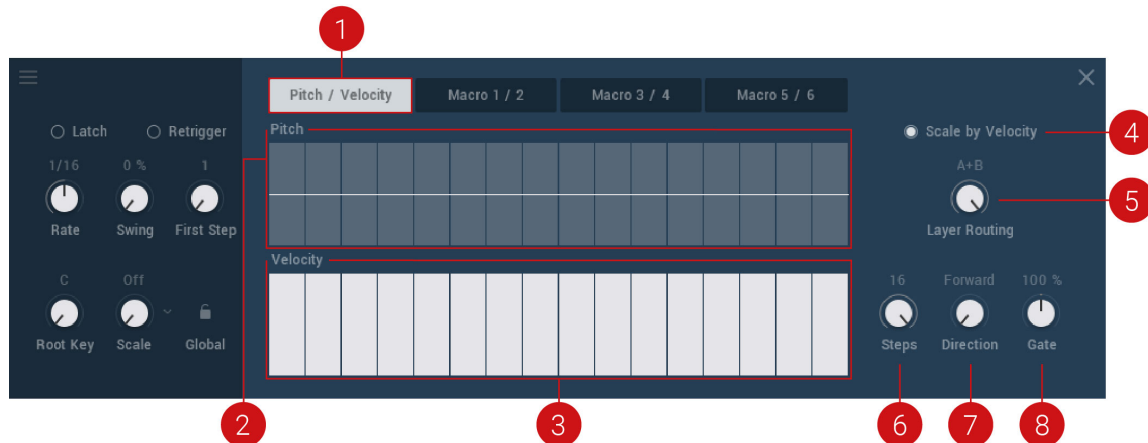 1
Pitch / Velocity Macro 1 / 2 Macro 3 / 4 Macro 5 / 6
Latch Retrigger
Pitch
Scale by Velocity 4
1/16 0 % 1
A+B
5
Rate Swing First Step
Layer Routing
Velocity
C Off
16 Forward 100 %
Root Key Scale Global
Steps Direction Gate
2 3 6 7 8